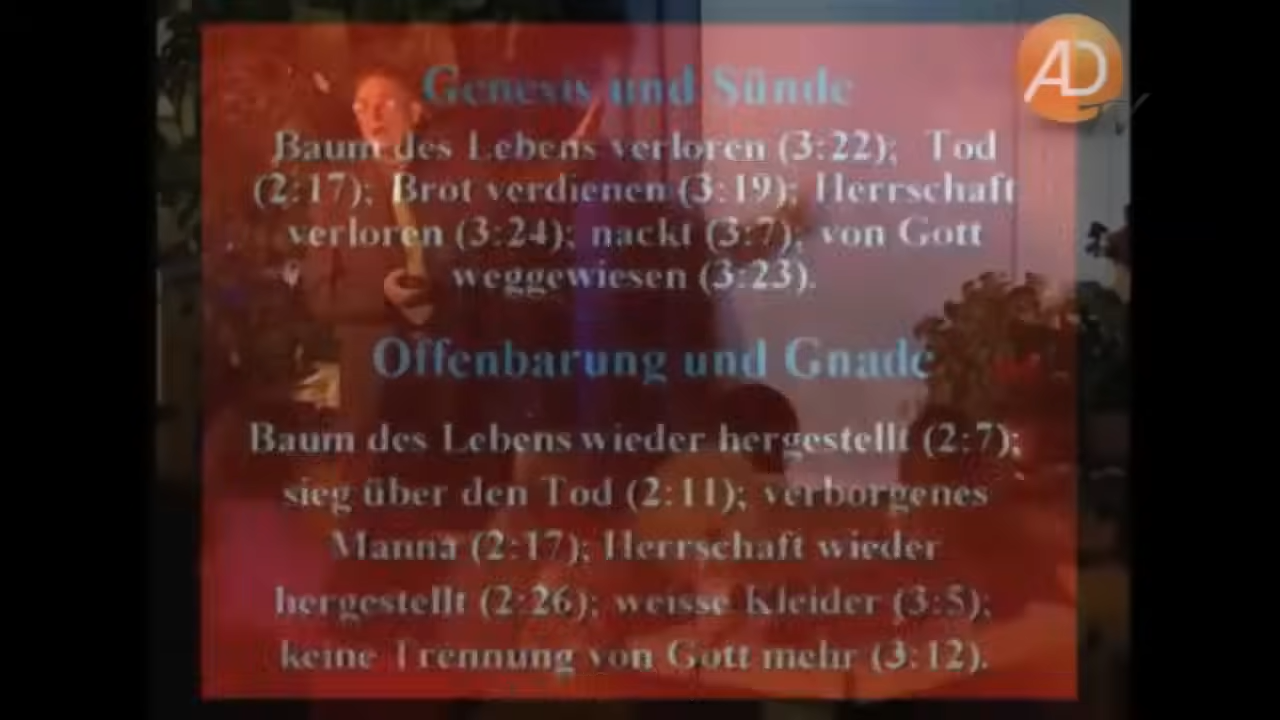 AD
Genesis und Sünde
Baum des Lebens verloren (3:22); Tod
(2:17); Brot verdienen (3:19); Herrschaft
verloren (3:24); nackt (3:7); von Gott
weggewiesen (3:23).
Offenbarung und Gnade
Baum des Lebens wieder hergestellt (2:7);
sieg über den Tod (2:11); verborgenes
Manna (2:17); Herrschaft wieder
hergestellt (2:26); weisse Kleider (3:5);
keine Trennung von Gott mehr (3:12).